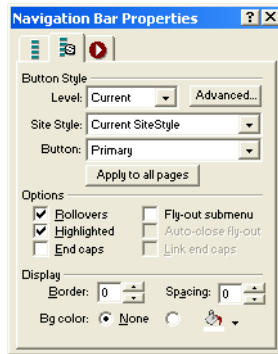 Navigation Bar Properties
Button Style
Level: Current Advanced...
Site Style: Current SiteStyle
Button: Primary
Apply to all pages
Options
Rollovers Fly-out submenu
Highlighted Auto-close fly-out
End caps Link end caps
Display
Border: 0 Spacing: 0
Bg color: None